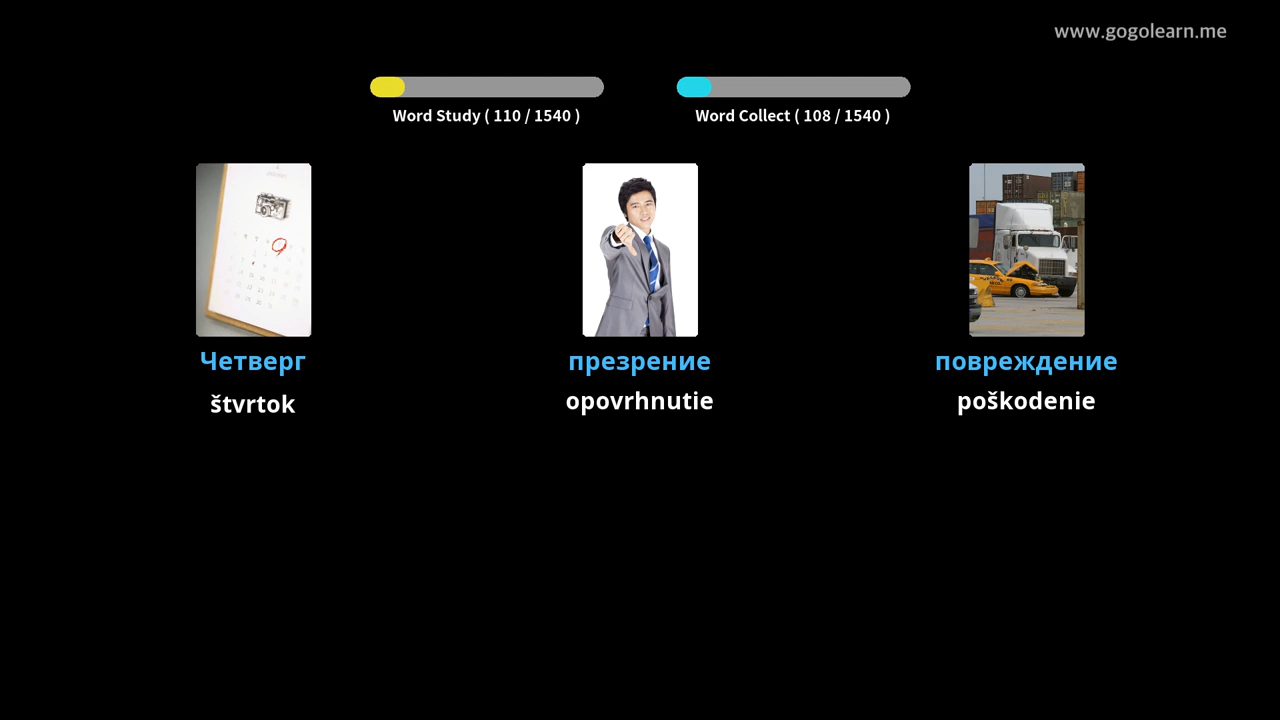 www.gogolearn.me
Word Study ( 110 / 1540 )
Word Collect ( 108 / 1540 )
Четверг
презрение
повреждение
štvrtok
opovrhnutie
poškodenie